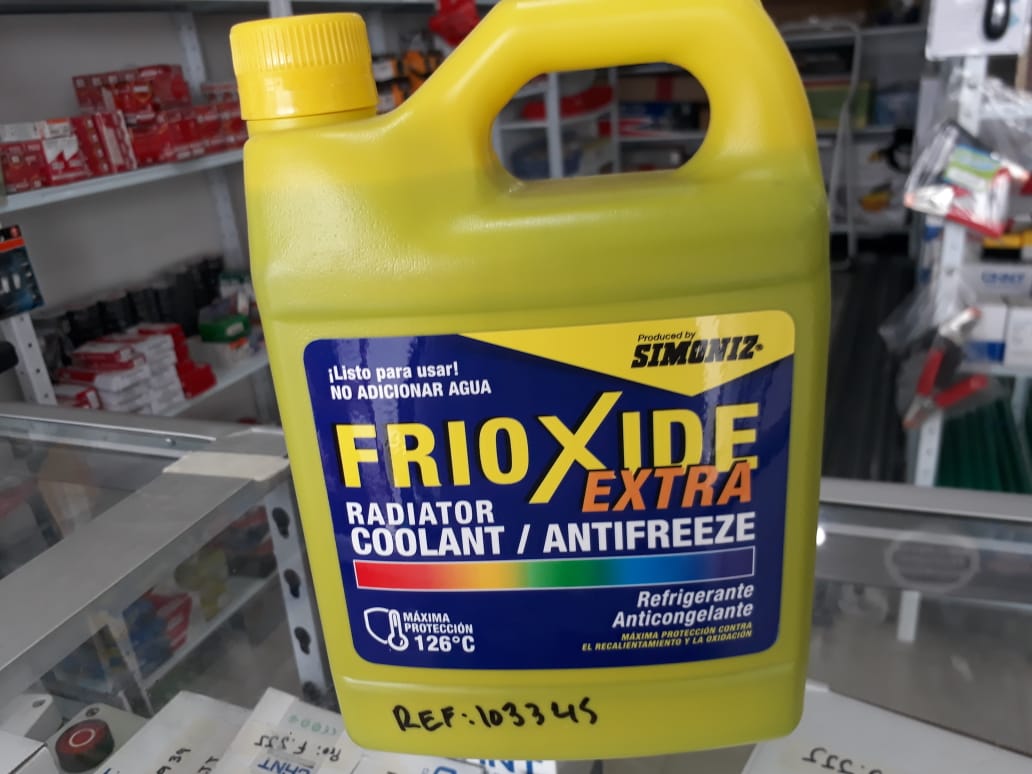 Produced by
SIMONIZ®
¡Listo para usar!
NO ADICIONAR AGUA
FRIOXIDE
EXTRA
RADIATOR
COOLANT / ANTIFREEZE
Refrigerante
Anticongelante
MÁXIMA
PROTECCIÓN
126°C
MÁXIMA PROTECCIÓN CONTRA
EL RECALENTAMIENTO Y LA OXIDACIÓN
REF:103345